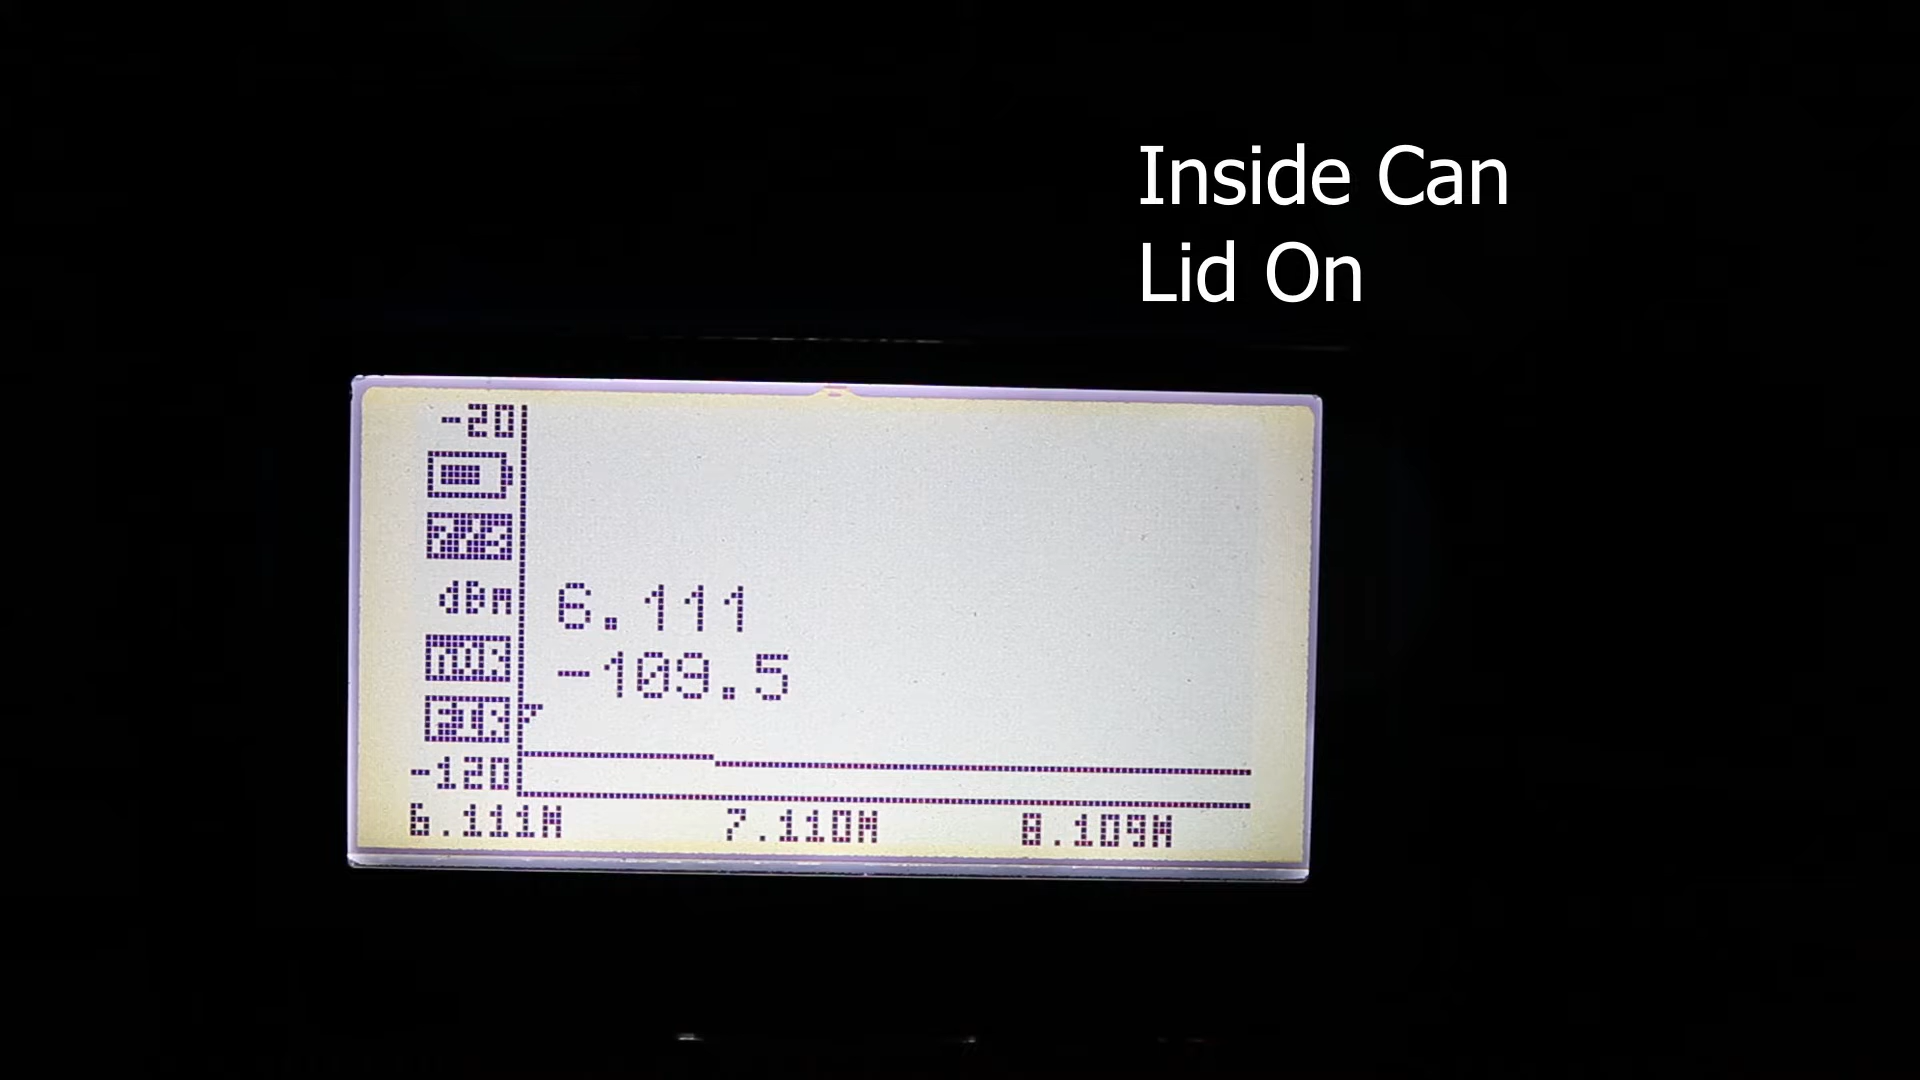 Inside Can
Lid On
-20
dBm
6.111
-109.5
-120
6.111M 7.110M 8.109M